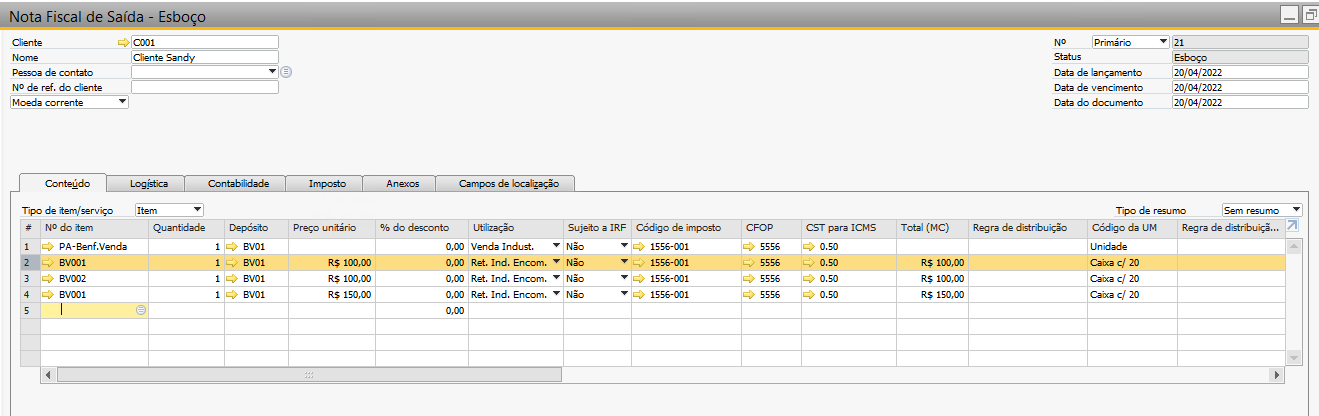 Nota Fiscal de Saída - Esboço
Cliente C001 Nº Primário 21
Nome Cliente Sandy Status Esboço
Pessoa de contato Data de lançamento 20/04/2022
Nº de ref. do cliente Data de vencimento 20/04/2022
Moeda corrente Data do documento 20/04/2022
Conteúdo Logística Contabilidade Imposto Anexos Campos de localização
Tipo de item/serviço Item Tipo de resumo Sem resumo
# Nº do item Quantidade Depósito Preço unitário % do desconto Utilização Sujeito a IRF Código de imposto CFOP CST para ICMS Total (MC) Regra de distribuição Código da UM Regra de distribuiçã...
1 PA-Benf.Venda 1 BV01 0,00 Venda Indust. Não 1556-001 5556 0.50 Unidade
2 BV001 1 BV01 R$ 100,00 0,00 Ret. Ind. Encom. Não 1556-001 5556 0.50 R$ 100,00 Caixa c/ 20
3 BV002 1 BV01 R$ 100,00 0,00 Ret. Ind. Encom. Não 1556-001 5556 0.50 R$ 100,00 Caixa c/ 20
4 BV001 1 BV01 R$ 150,00 0,00 Ret. Ind. Encom. Não 1556-001 5556 0.50 R$ 150,00 Caixa c/ 20
5 0,00